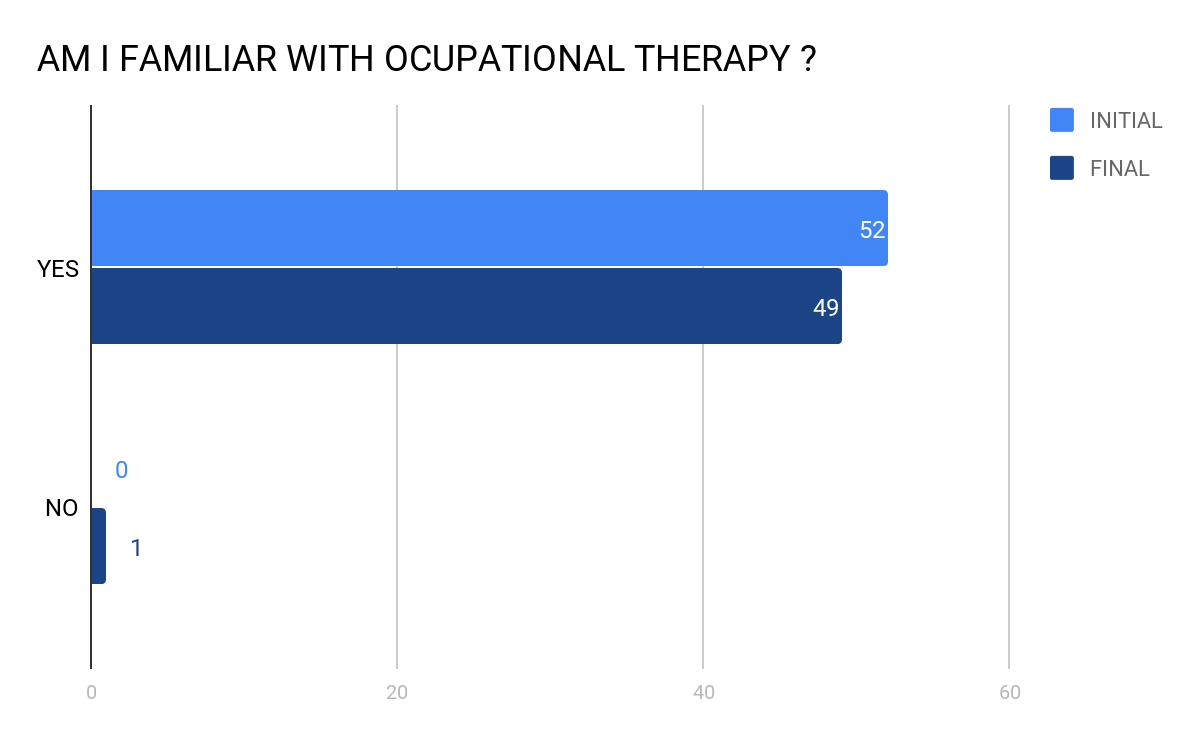 AM I FAMILIAR WITH OCUPATIONAL THERAPY ?
INITIAL
FINAL
YES
52
49
NO
0
1
0
20
40
60